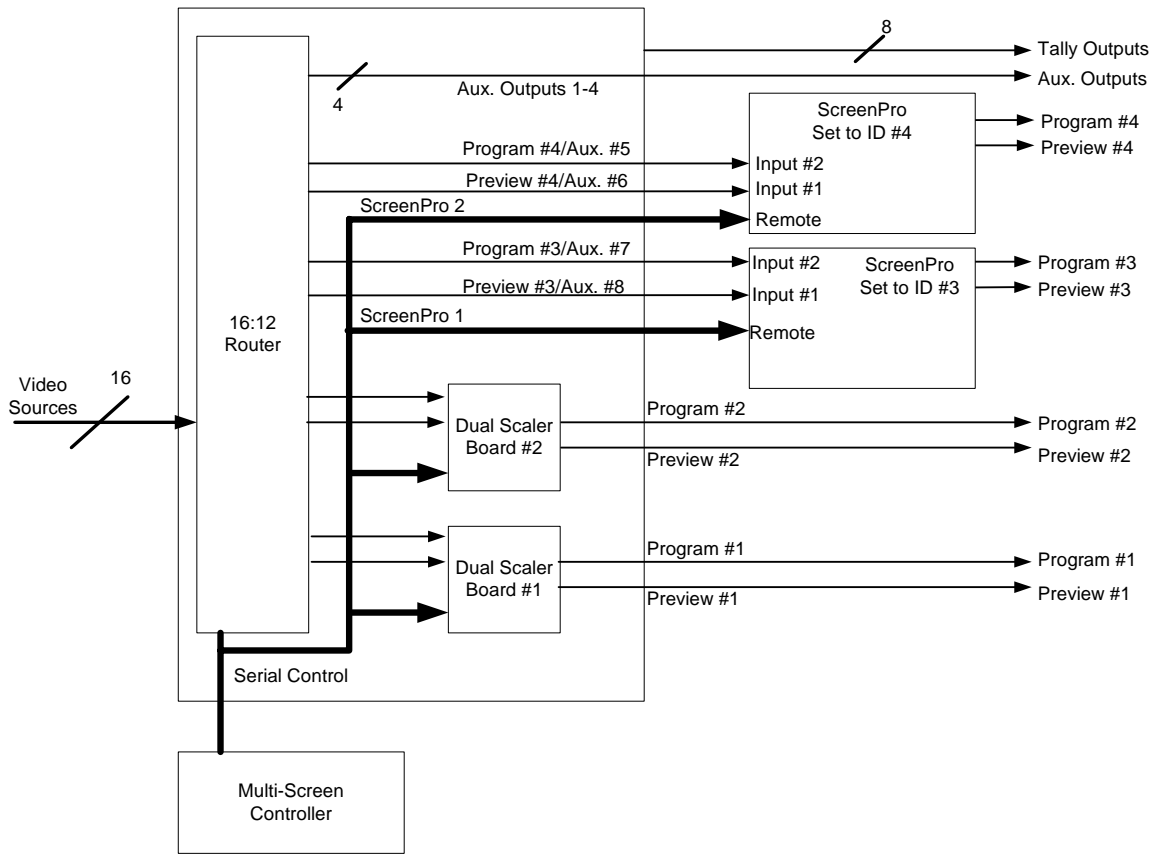 8
Tally Outputs
4
Aux. Outputs 1-4
Aux. Outputs
ScreenPro
Set to ID #4
Program #4
Preview #4
Program #4/Aux. #5
Input #2
Preview #4/Aux. #6
Input #1
ScreenPro 2
Remote
Program #3/Aux. #7
Input #2
ScreenPro
Set to ID #3
Program #3
Preview #3
Preview #3/Aux. #8
Input #1
ScreenPro 1
Remote
16:12
Router
Video
Sources
16
Dual Scaler
Board #2
Program #2
Program #2
Preview #2
Preview #2
Dual Scaler
Board #1
Program #1
Program #1
Preview #1
Preview #1
Serial Control
Multi-Screen
Controller